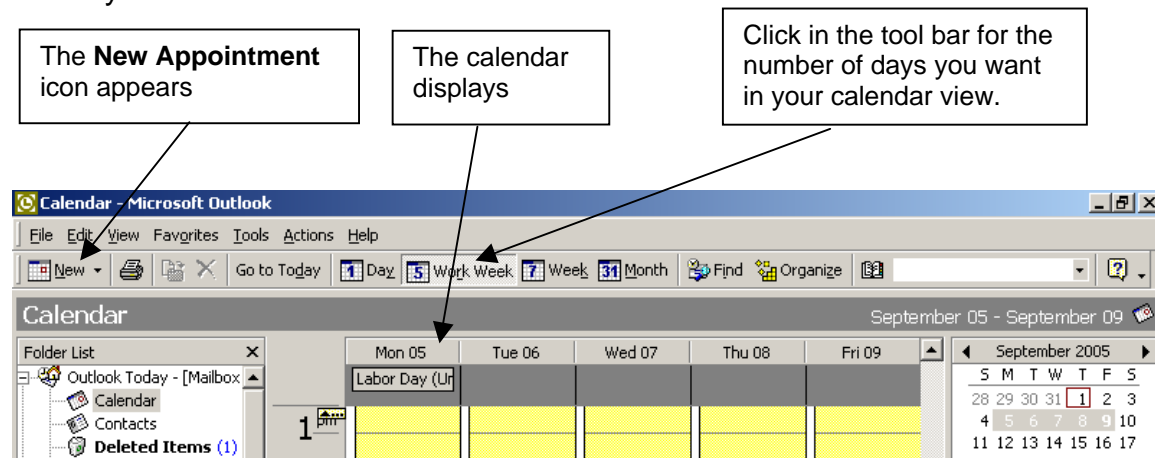 The New Appointment
icon appears
The calendar
displays
Click in the tool bar for the
number of days you want
in your calendar view.
Calendar - Microsoft Outlook
File Edit View Favorites Tools Actions Help
New Go to Today 1 Day 5 Work Week 7 Week 31 Month Find Organize
Calendar September 05 - September 09
Folder List Mon 05 Tue 06 Wed 07 Thu 08 Fri 09 September 2005
Outlook Today - [Mailbox Labor Day (Un S M T W T F S
Calendar 28 29 30 31 1 2 3
Contacts 1 pm 4 5 6 7 8 9 10
Deleted Items (1) 11 12 13 14 15 16 17